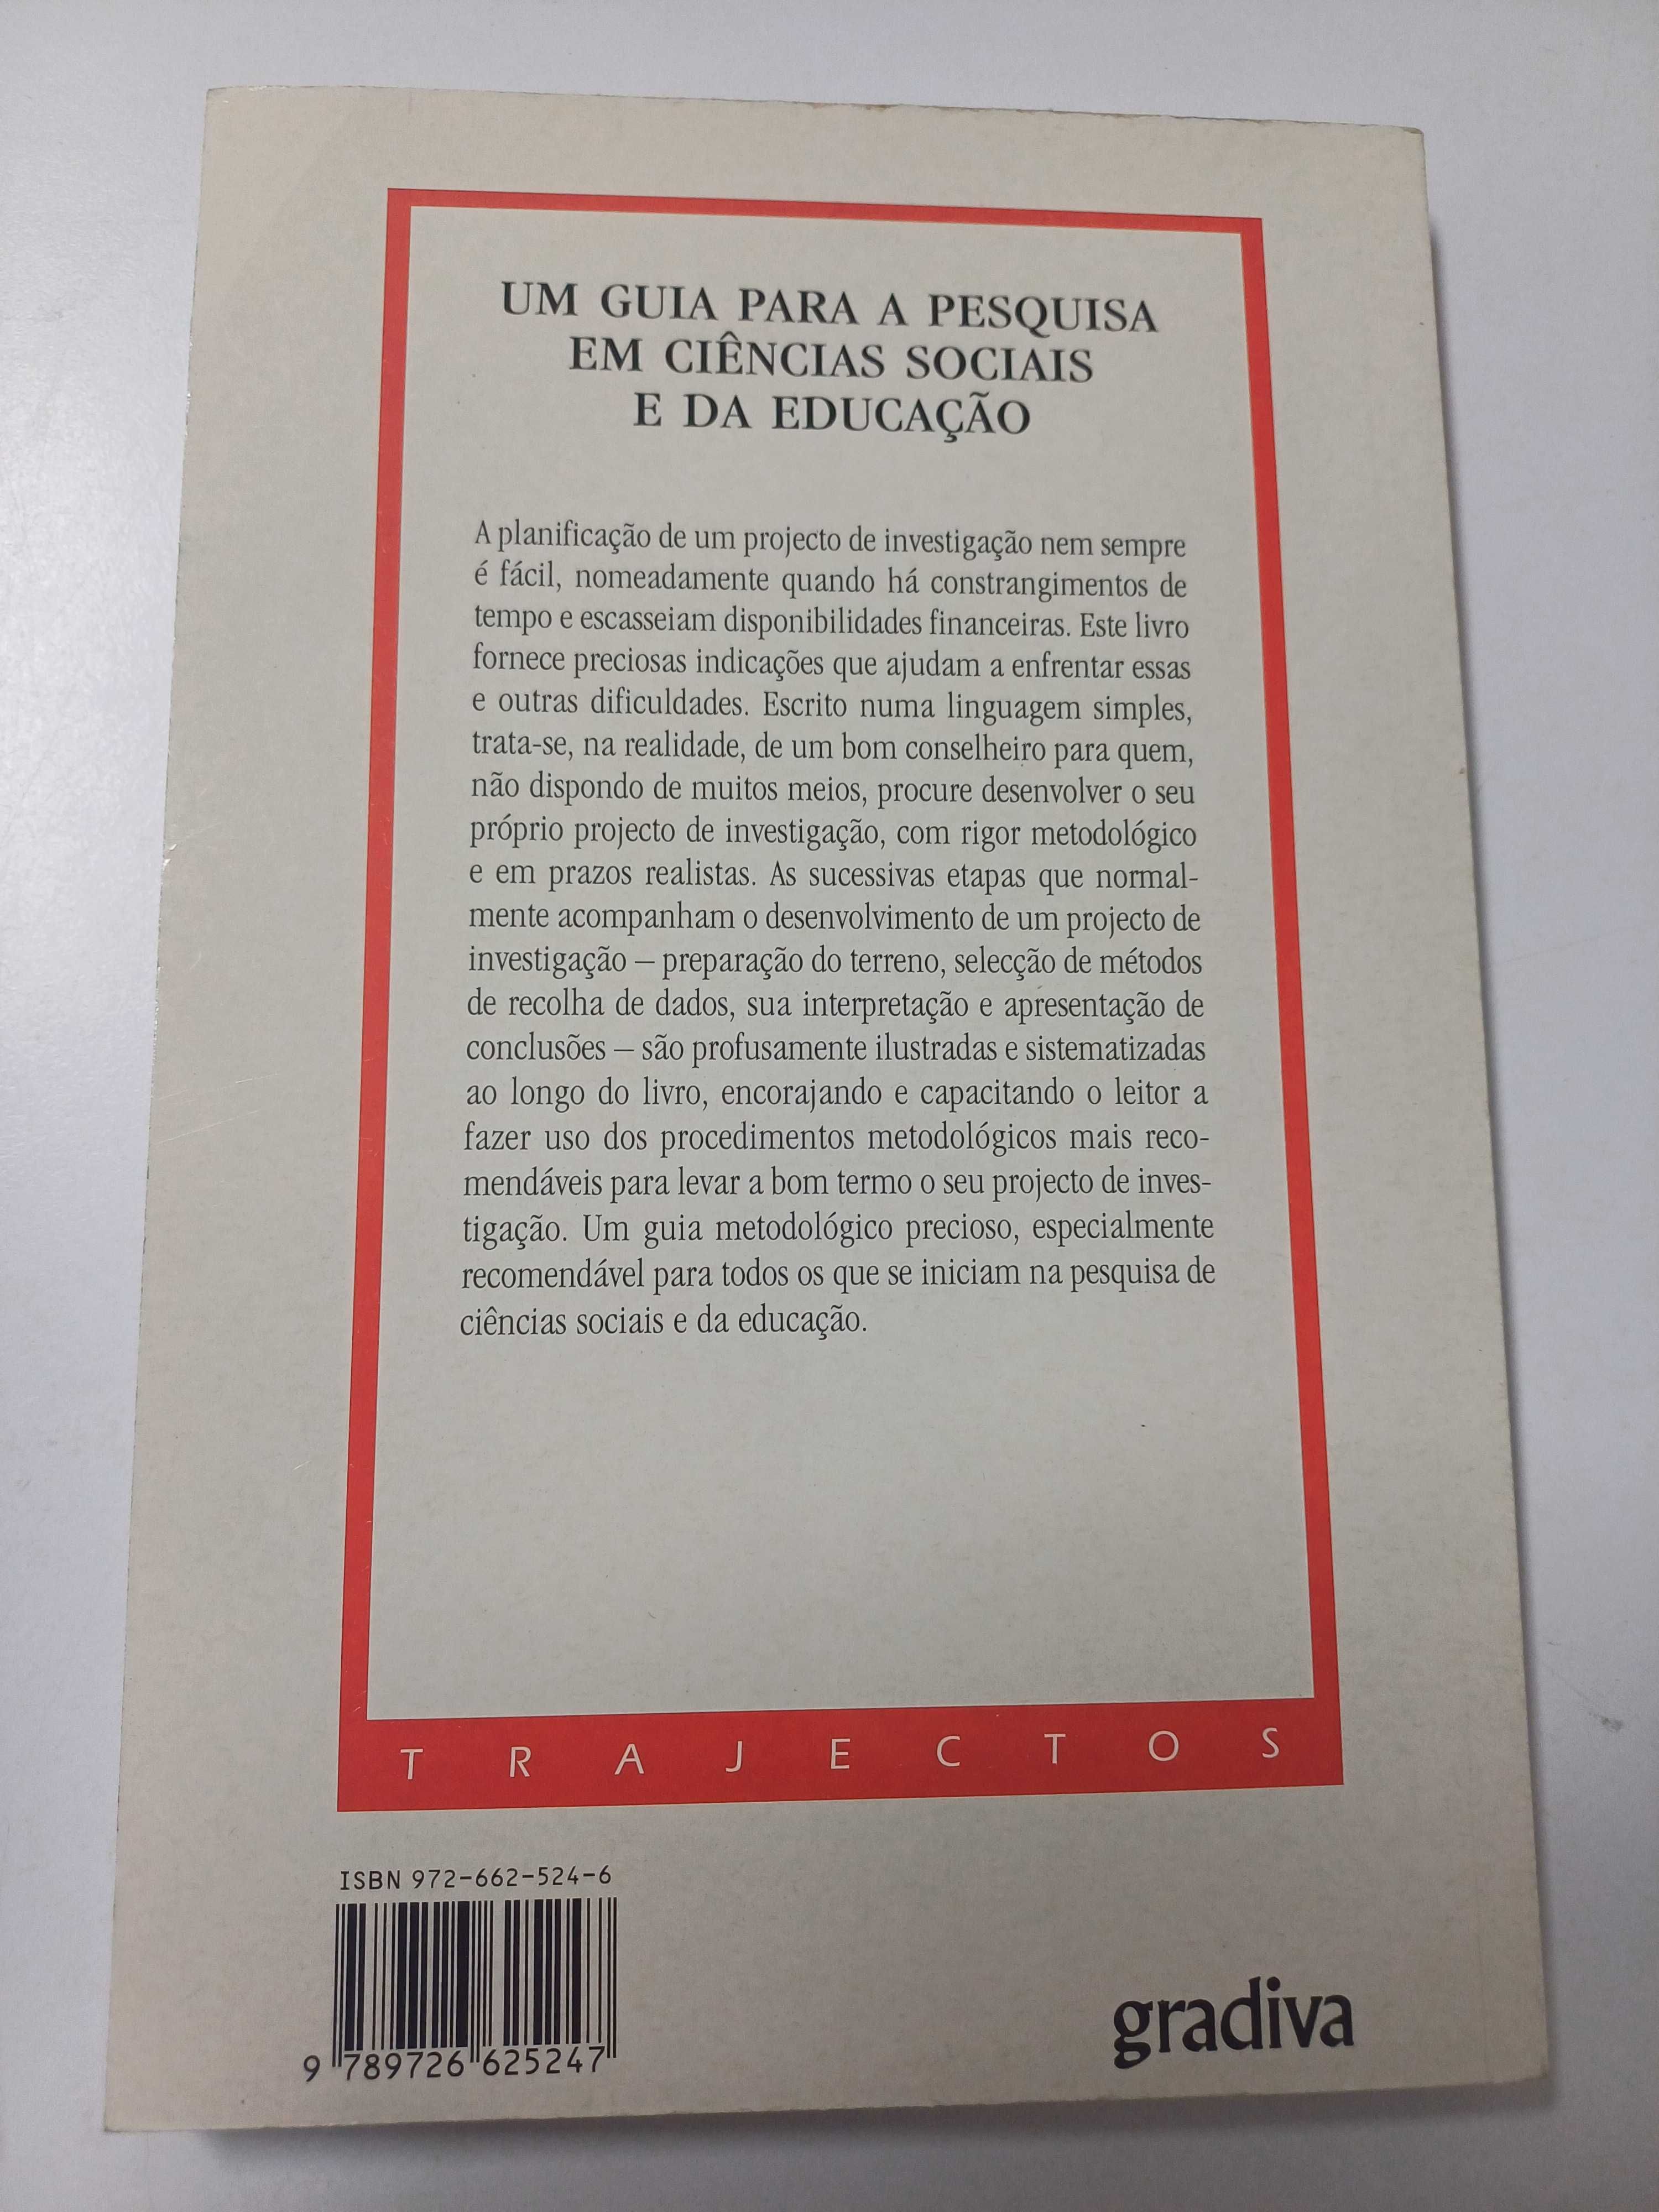 UM GUIA PARA A PESQUISA
EM CIÊNCIAS SOCIAIS
E DA EDUCAÇÃO
A planificação de um projecto de investigação nem sempre
é fácil, nomeadamente quando há constrangimentos de
tempo e escasseiam disponibilidades financeiras. Este livro
fornece preciosas indicações que ajudam a enfrentar essas
e outras dificuldades. Escrito numa linguagem simples,
trata-se, na realidade, de um bom conselheiro para quem,
não dispondo de muitos meios, procure desenvolver o seu
próprio projecto de investigação, com rigor metodológico
e em prazos realistas. As sucessivas etapas que normal-
mente acompanham o desenvolvimento de um projecto de
investigação — preparação do terreno, selecção de métodos
de recolha de dados, sua interpretação e apresentação de
conclusões — são profusamente ilustradas e sistematizadas
ao longo do livro, encorajando e capacitando o leitor a
fazer uso dos procedimentos metodológicos mais reco-
mendáveis para levar a bom termo o seu projecto de inves-
tigação. Um guia metodológico precioso, especialmente
recomendável para todos os que se iniciam na pesquisa de
ciências sociais e da educação.
TRAJECTOS
ISBN 972-662-524-6
9 789726 625247
gradiva